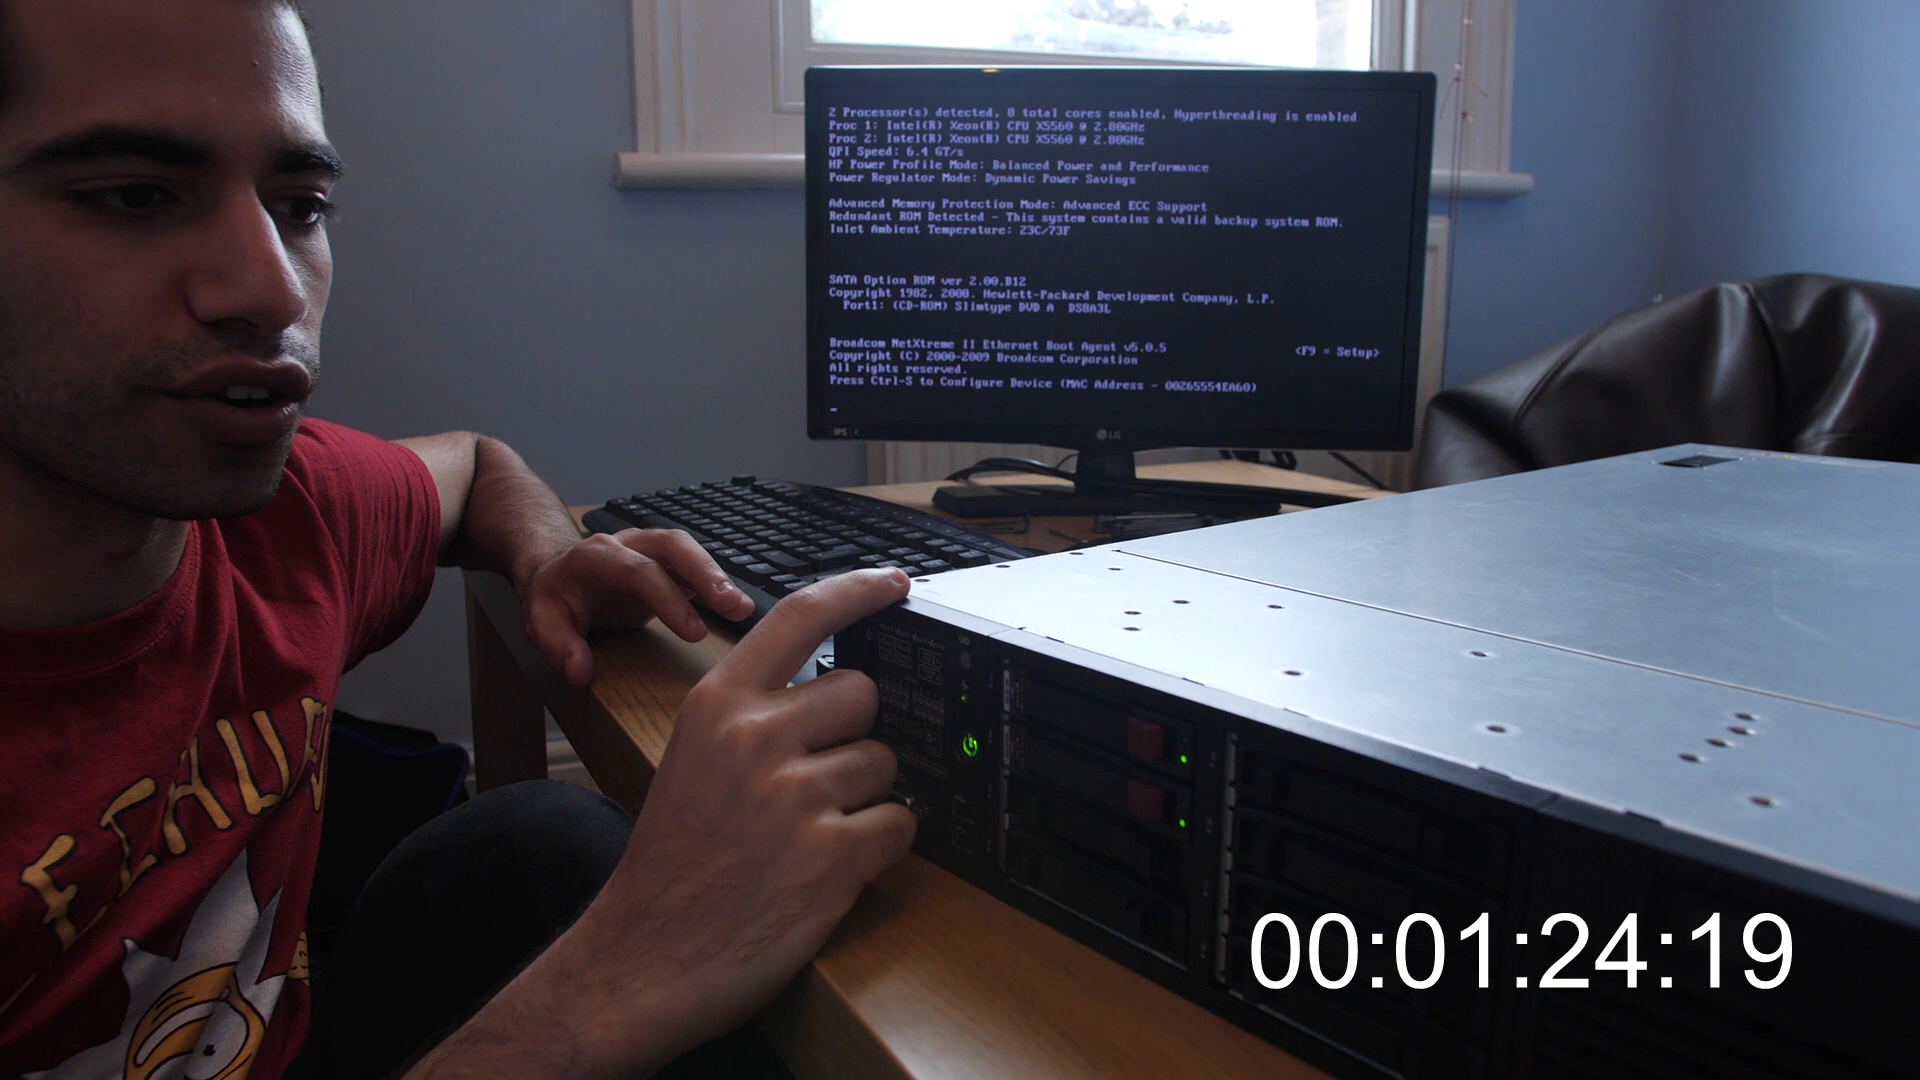 2 Processor(s) detected, 8 total cores enabled, Hyperthreading is enabled
Proc 1: Intel(R) Xeon(R) CPU X5560 @ 2.80GHz
Proc 2: Intel(R) Xeon(R) CPU X5560 @ 2.80GHz
QPI Speed: 6.4 GT/s
HP Power Profile Mode: Balanced Power and Performance
Power Regulator Mode: Dynamic Power Savings
Advanced Memory Protection Mode: Advanced ECC Support
Redundant ROM Detected - This system contains a valid backup system ROM.
Inlet Ambient Temperature: 23C/73F
SATA Option ROM ver 2.00.B12
Copyright 1982, 2008. Hewlett-Packard Development Company, L.P.
Port1: (CD-ROM) Slimtype DVD A DS8A3L
Broadcom NetXtreme II Ethernet Boot Agent v5.0.5
<F9 = Setup>
Copyright (C) 2000-2009 Broadcom Corporation
All rights reserved.
Press Ctrl-S to Configure Device (MAC Address - 00265554EA60)
IPS
LG
UID
00:01:24:19